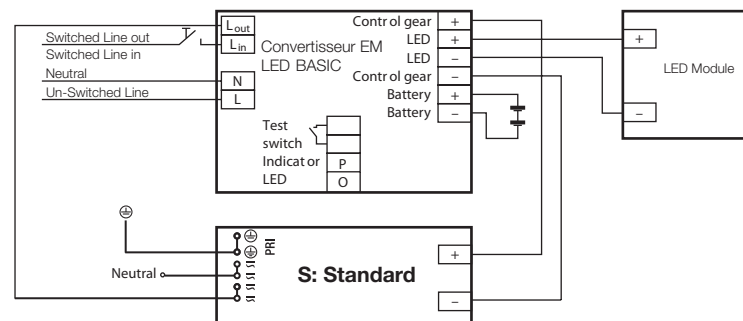 Switched Line out
Switched Line in
Neutral
Un-Switched Line
Lout
Lin
N
L
Convertisseur EM
LED BASIC
Test
switch
Indicat or
LED
P
O
Contr ol gear +
LED +
LED –
Contr ol gear –
Battery +
Battery –
+
–
LED Module
Neutral
PRI
S: Standard
+
–